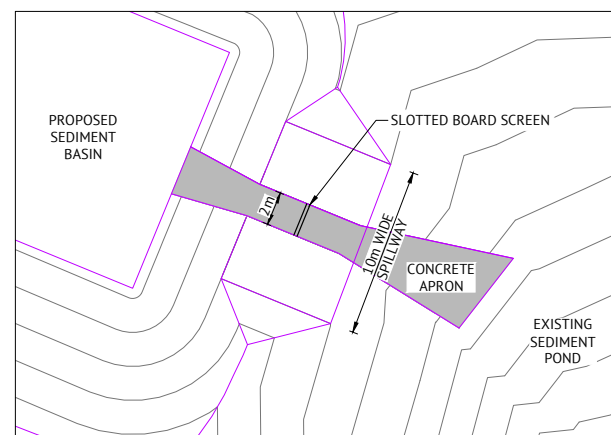 PROPOSED
SEDIMENT
BASIN
SLOTTED BOARD SCREEN
2m
10m WIDE
SPILLWAY
CONCRETE
APRON
EXISTING
SEDIMENT
POND